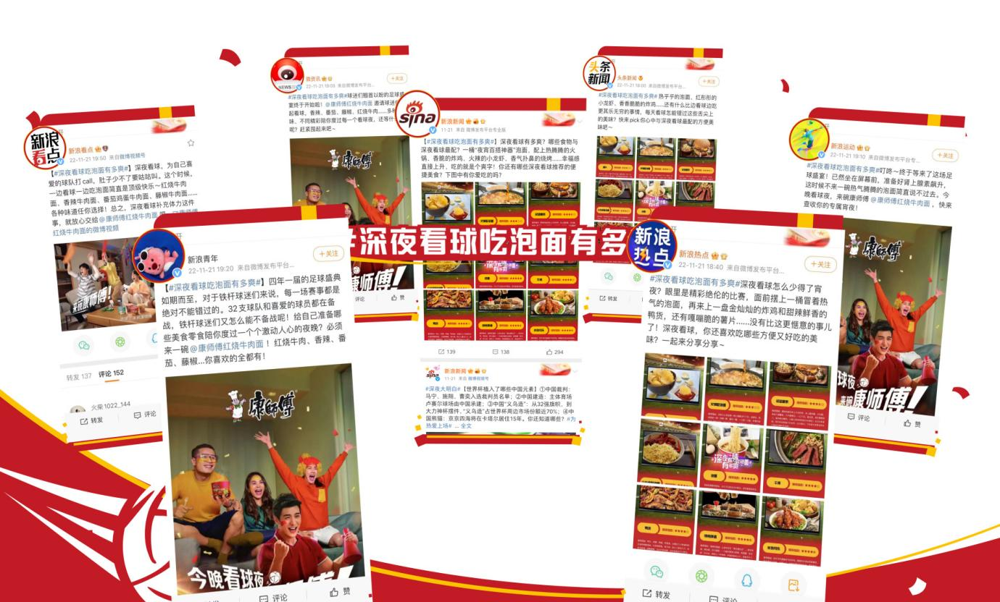 新浪
看点
新浪看点
22-11-21 19:50 来自微博视频号
【#深夜看球吃泡面有多爽#】深夜看球，为自己喜
爱的球队打call，肚子少不了要咕咕叫。这个时候，
一边看球一边吃泡面简直是顶级快乐～红烧牛肉
面、香辣牛肉面、番茄鸡蛋牛肉面、藤椒牛肉面……
各种味道任你选择！总之，深夜看球补充体力这件
事，就放心交给@康师傅红烧牛肉面
红烧牛肉面的微博视频
来碗康师傅!
转发 137 评论 152
火柴1022_144
转发 评论
NEWS
微资讯
+关注
22-11-21 19:03 来自微博发布平台...
#深夜看球吃泡面有多爽#球迷们翘首以盼的足球盛
宴终于开始啦！@康师傅红烧牛肉面 邀请球迷们一
起看球，香辣、番茄、藤椒、红烧牛肉……多种
味、不同精彩陪你度过每一个看球夜，还等什
呢？赶紧囤起来吧～
康师傅
康师傅!
评论 赞
sina
新浪新闻
11-21 来自 微博发布平台专业版
【#深夜看球吃泡面有多爽#】深夜看球有多爽？哪些食物与
深夜看球最配？一桶“夜宵百搭神器”泡面，配上热腾腾的火
锅、香脆的炸鸡、火辣的小龙虾、香气扑鼻的烧烤……幸福感
直接上升，吃的就是个爽字！你还有哪些深夜看球推荐的便
捷美食？下图中有你爱吃的吗？
139 138 294
sina
新浪新闻
11-21 来自 微博视频号
#深夜大明白#【世界杯植入了哪些中国元素】①中国裁判：
马宁、施翔、曹奕入选裁判员名单；②中国建造：主体育场
卢赛尔球场由中国承建；③中国“义乌造”：从32强旗帜，到
大力神杯摆件，“义乌造”占世界杯周边市场份额近70%；④中
国熊猫：京京四海将在卡塔尔居住15年。你还知道哪些？#为
热爱上场# ... 全文
头条
新闻
头条新闻
+关注
22-11-21 18:00 来自微博发布平台...
#深夜看球吃泡面有多爽# 热乎乎的泡面、红彤彤的
小龙虾、香香脆脆的炸鸡……还有什么比边看球边吃
更其乐无穷的事情，每天看球怎能错过这些舌尖上
的美味？快来pick你心中与深夜看球最配的方便美
味吧～
转发
新浪运动
+关注
22-11-21 19:10 来自微博发布平台专...
#深夜看球吃泡面有多爽#叮咚～终于等来了这场足
球盛宴！已然坐在屏幕前，准备好肾上腺素飙升，
这时候不来一碗热气腾腾的泡面简直说不过去。今
晚看球夜，来碗康师傅 @康师傅红烧牛肉面 ，快来
查收你的专属宵夜！
康师傅
球夜
来碗康师傅!
评论 赞
#深夜看球吃泡面有多
新浪青年
+关注
22-11-21 19:20 来自微博发布平台...
【#深夜看球吃泡面有多爽#】四年一届的足球盛典
如期而至，对于铁杆球迷们来说，每一场赛事都是
绝对不能错过的。32支球队和喜爱的球员都在备
战，铁杆球迷们又怎么能不备战呢！给自己准备哪
些美食零食陪你度过一个个激动人心的夜晚？必须
来一碗@康师傅红烧牛肉面 ！红烧牛肉、香辣、番
茄、藤椒...你喜欢的全都有！
康师傅
今晚看球夜
来碗康师傅!
转发 评论 赞
新浪
热点
新浪热点
+关注
22-11-21 18:40 来自微博发布平台...
#深夜看球吃泡面有多爽#深夜看球怎么少得了宵
夜？眼里是精彩绝伦的比赛，面前摆上一桶冒着热
气的泡面，再来上一盘金灿灿的炸鸡和甜辣鲜香的
鸭货，还有嘎嘣脆的薯片……没有比这更惬意的事儿
了！深夜看球，你还喜欢吃哪些方便又好吃的美
味？一起来分享分享～
转发 评论